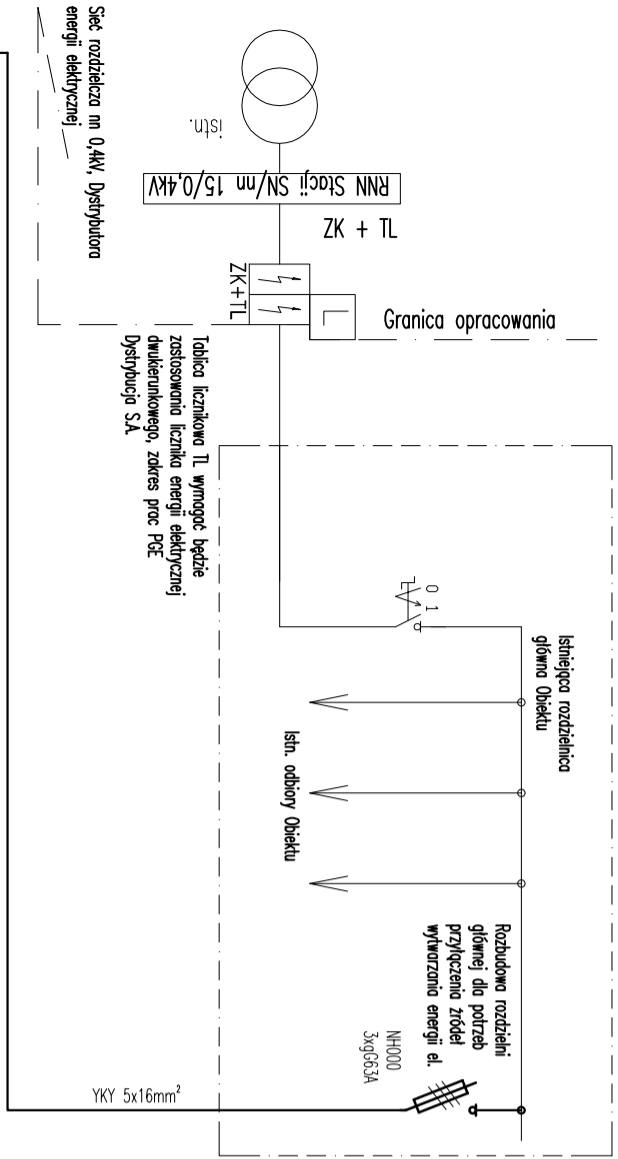 Sieć rozdzielcza nn 0,4kV, Dystrybutora
energii elektrycznej
istn.
RNN Stacji SN/nn 15/0,4kV
ZK + TL
ZK+TL
L
Granica opracowania
Tablica licznikowa TL wymagać będzie
zastosowania licznika energii elektrycznej
dwukierunkowego, zakres prac PGE
Dystrybucja S.A.
0 1
Istniejąca rozdzielnica
główna Obiektu
Istn. odbiory Obiektu
Rozbudowa rozdzielni
głównej dla potrzeb
przyłączenia źródeł
wytwarzania energii el.
NH000
3xgG63A
YKY 5x16mm²